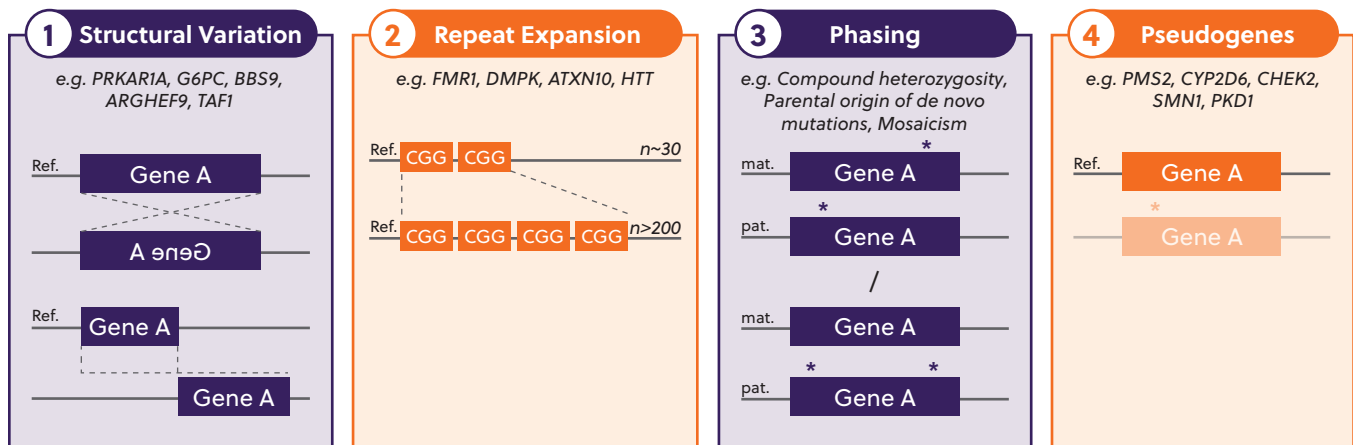 1 Structural Variation
e.g. PRKAR1A, G6PC, BBS9,
ARGHEF9, TAF1
Ref.
Gene A
Gene A
Ref.
Gene A
Gene A
2 Repeat Expansion
e.g. FMR1, DMPK, ATXN10, HTT
Ref. CGG CGG n~30
Ref. CGG CGG CGG CGG n>200
3 Phasing
e.g. Compound heterozygosity,
Parental origin of de novo
mutations, Mosaicism
*
mat. Gene A
*
pat. Gene A
/
mat. Gene A
* *
pat. Gene A
4 Pseudogenes
e.g. PMS2, CYP2D6, CHEK2,
SMN1, PKD1
Ref.
Gene A
*
Gene A